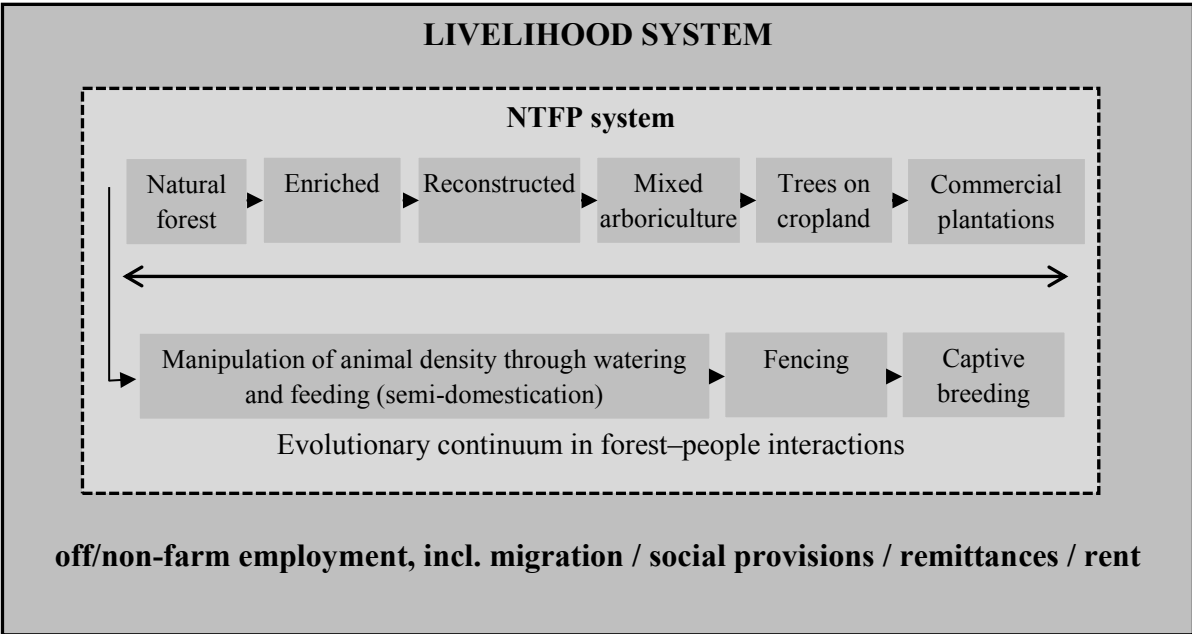 LIVELIHOOD SYSTEM
NTFP system
Natural
forest
Enriched
Reconstructed
Mixed
arboriculture
Trees on
cropland
Commercial
plantations
Manipulation of animal density through watering
and feeding (semi-domestication)
Fencing
Captive
breeding
Evolutionary continuum in forest–people interactions
off/non-farm employment, incl. migration / social provisions / remittances / rent